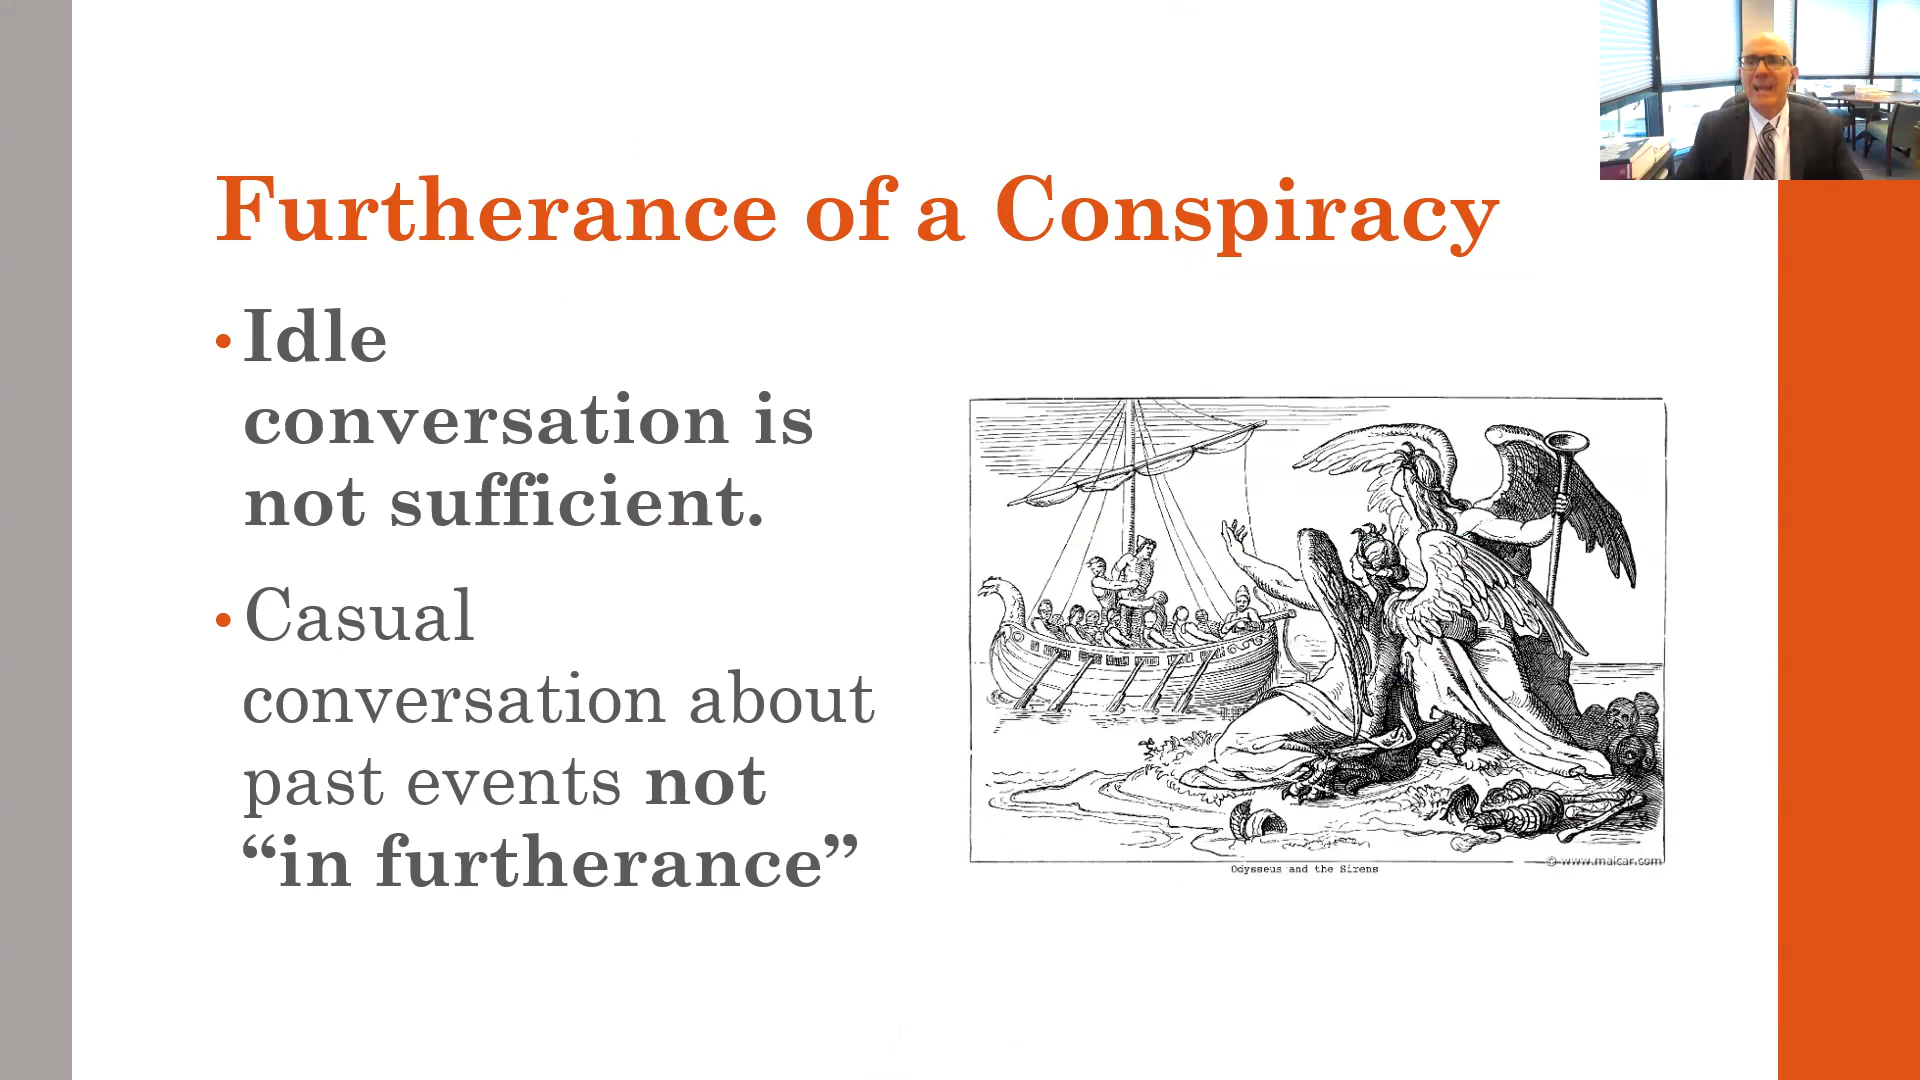 Furtherance of a Conspiracy
• Idle
conversation is
not sufficient.
• Casual
conversation about
past events not
“in furtherance”
© www.maicar.com
Odysseus and the Sirens